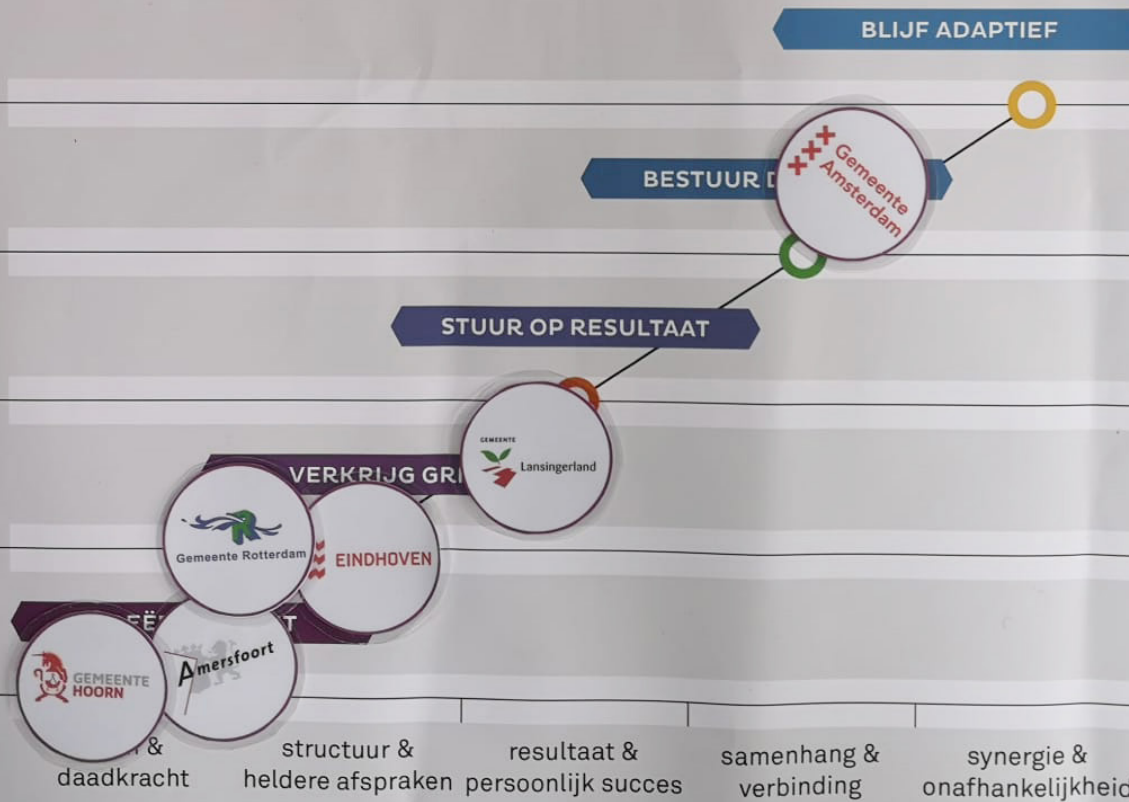 BLIJF ADAPTIEF
Gemeente
Amsterdam
BESTUUR
STUUR OP RESULTAAT
GEMEENTE
Lansingerland
VERKRIJG
Gemeente Rotterdam
EINDHOVEN
Amersfoort
GEMEENTE
HOORN
&
daadkracht
structuur &
heldere afspraken
resultaat &
persoonlijk succes
samenhang &
verbinding
synergie &
onafhankelijkheid